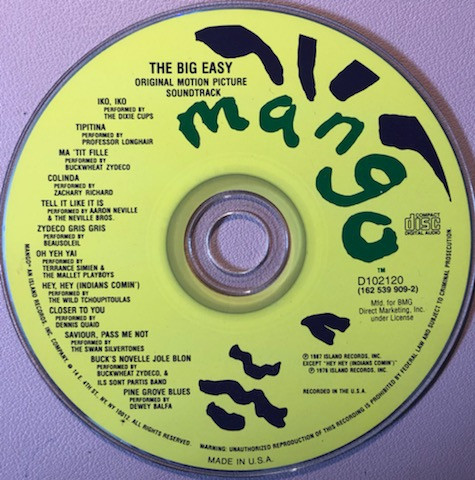 THE BIG EASY
ORIGINAL MOTION PICTURE
SOUNDTRACK
IKO, IKO
PERFORMED BY
THE DIXIE CUPS
TIPITINA
PERFORMED BY
PROFESSOR LONGHAIR
MA 'TIT FILLE
PERFORMED BY
BUCKWHEAT ZYDECO
COLINDA
PERFORMED BY
ZACHARY RICHARD
TELL IT LIKE IT IS
PERFORMED BY AARON NEVILLE
& THE NEVILLE BROS.
ZYDECO GRIS GRIS
PERFORMED BY
BEAUSOLEIL
OH YEH YAI
PERFORMED BY
TERRANCE SIMIEN &
THE MALLET PLAYBOYS
HEY, HEY (INDIANS COMIN')
PERFORMED BY
THE WILD TCHOUPITOULAS
CLOSER TO YOU
PERFORMED BY
DENNIS QUAID
SAVIOUR, PASS ME NOT
PERFORMED BY
THE SWAN SILVERTONES
BUCK'S NOVELLE JOLE BLON
PERFORMED BY
BUCKWHEAT ZYDECO, &
ILS SONT PARTIS BAND
PINE GROVE BLUES
PERFORMED BY
DEWEY BALFA
mango
TM
COMPACT
disc
DIGITAL AUDIO
D102120
(162 539 909-2)
Mfd. for BMG
Direct Marketing, Inc.
under License
℗ 1987 ISLAND RECORDS, INC.
EXCEPT "HEY HEY (INDIANS COMIN')"
℗ 1976 ISLAND RECORDS, INC.
RECORDED IN THE U.S.A.
MANGO® AN ISLAND RECORDS, INC. COMPANY 14 E. 4TH ST. NY, NY 10012. ALL RIGHTS RESERVED. WARNING: UNAUTHORIZED REPRODUCTION OF THIS RECORDING IS PROHIBITED BY FEDERAL LAW AND SUBJECT TO CRIMINAL PROSECUTION
MADE IN U.S.A.